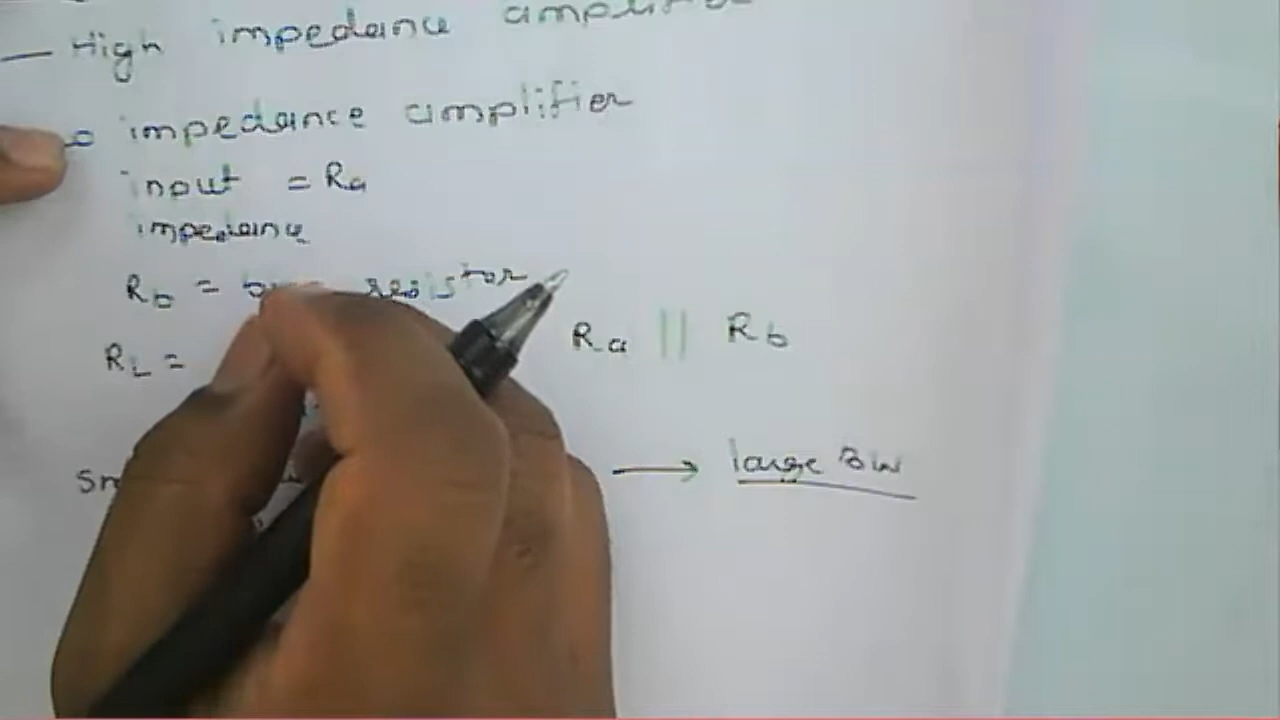 — High impedance amplifier
impedance amplifier
input = Ra
impedance
Rb = resistor
RL = Ra || Rb
→ large BW